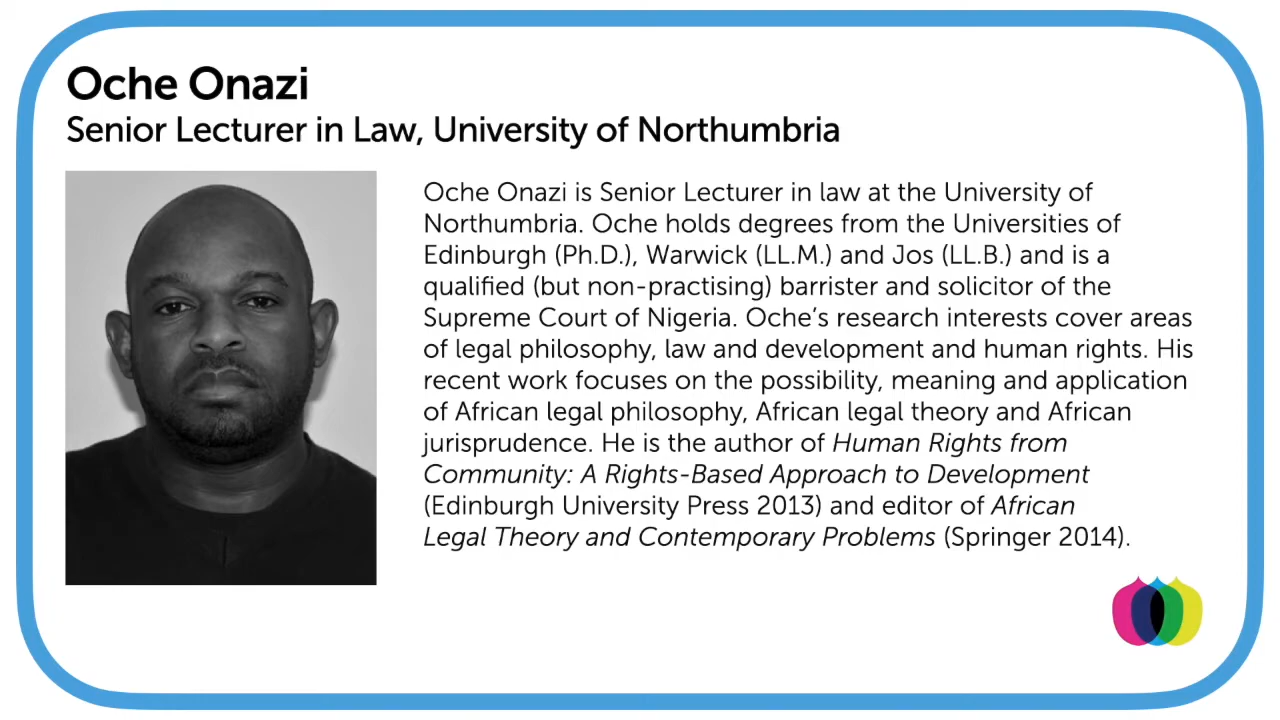 Oche Onazi
Senior Lecturer in Law, University of Northumbria
Oche Onazi is Senior Lecturer in law at the University of
Northumbria. Oche holds degrees from the Universities of
Edinburgh (Ph.D.), Warwick (LL.M.) and Jos (LL.B.) and is a
qualified (but non-practising) barrister and solicitor of the
Supreme Court of Nigeria. Oche’s research interests cover areas
of legal philosophy, law and development and human rights. His
recent work focuses on the possibility, meaning and application
of African legal philosophy, African legal theory and African
jurisprudence. He is the author of Human Rights from
Community: A Rights-Based Approach to Development
(Edinburgh University Press 2013) and editor of African
Legal Theory and Contemporary Problems (Springer 2014).